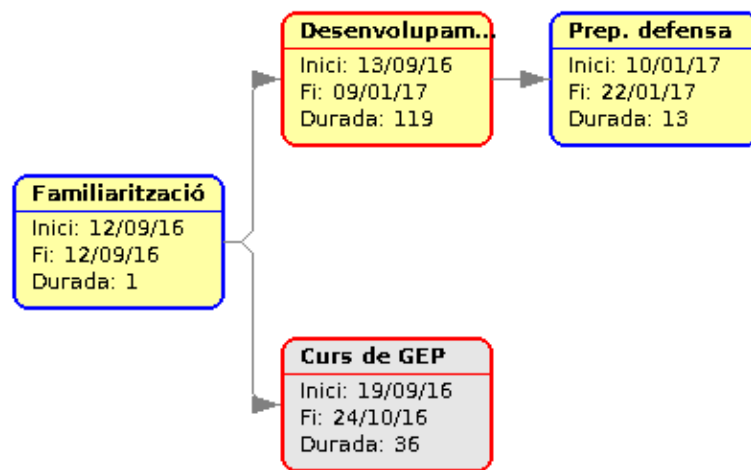 Desenvolupam...
Inici: 13/09/16
Fi: 09/01/17
Durada: 119
Prep. defensa
Inici: 10/01/17
Fi: 22/01/17
Durada: 13
Familiarització
Inici: 12/09/16
Fi: 12/09/16
Durada: 1
Curs de GEP
Inici: 19/09/16
Fi: 24/10/16
Durada: 36